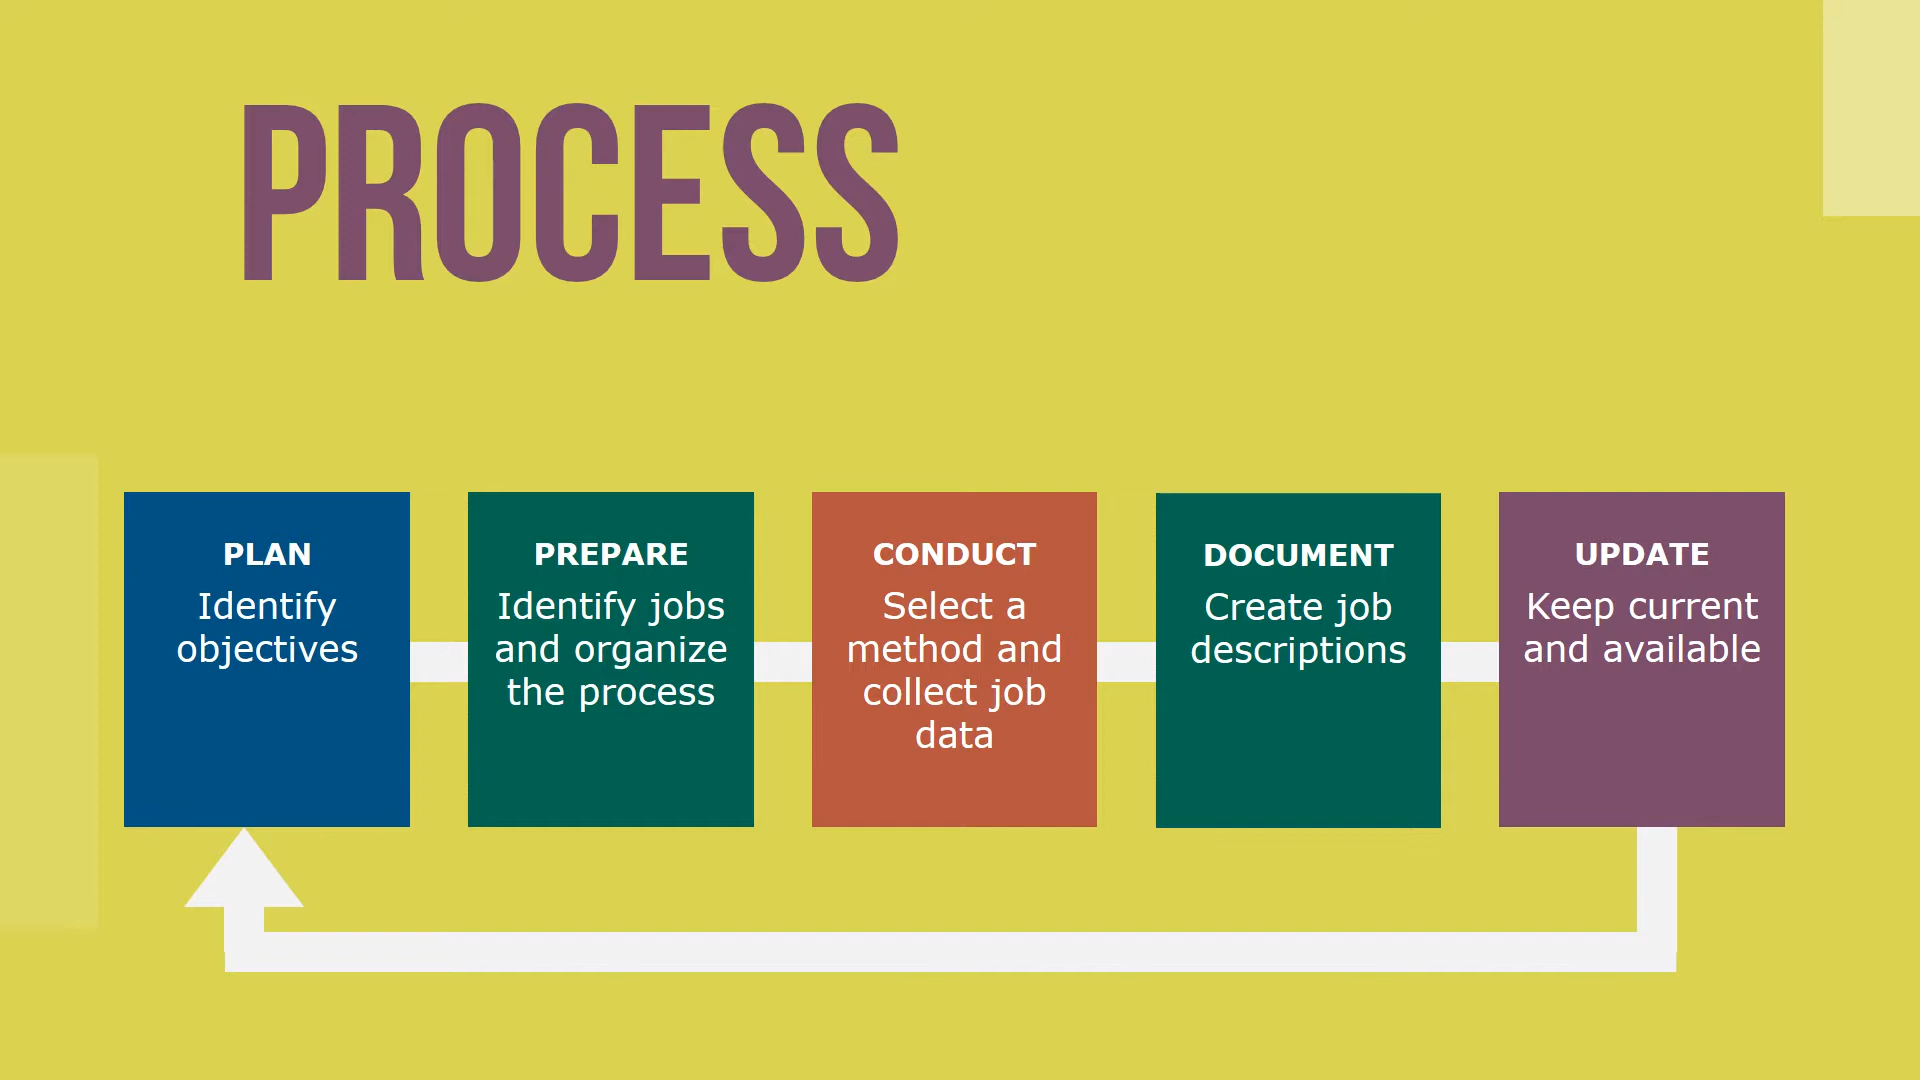 PROCESS
PLAN
Identify
objectives
PREPARE
Identify jobs
and organize
the process
CONDUCT
Select a
method and
collect job
data
DOCUMENT
Create job
descriptions
UPDATE
Keep current
and available